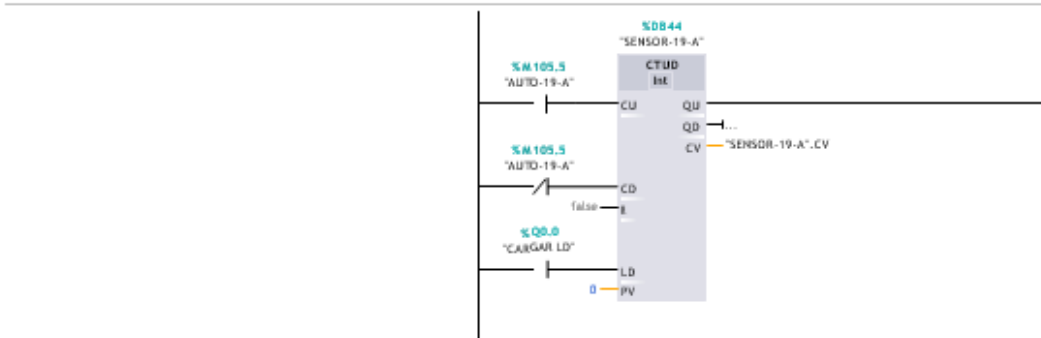 %DB44
"SENSOR-19-A"
CTUD
Int
%M105.5
"AUTO-19-A"
CU
QU
QD
...
CV
"SENSOR-19-A".CV
%M105.5
"AUTO-19-A"
CD
false
R
%Q0.0
"CARGAR LD"
LD
0
PV